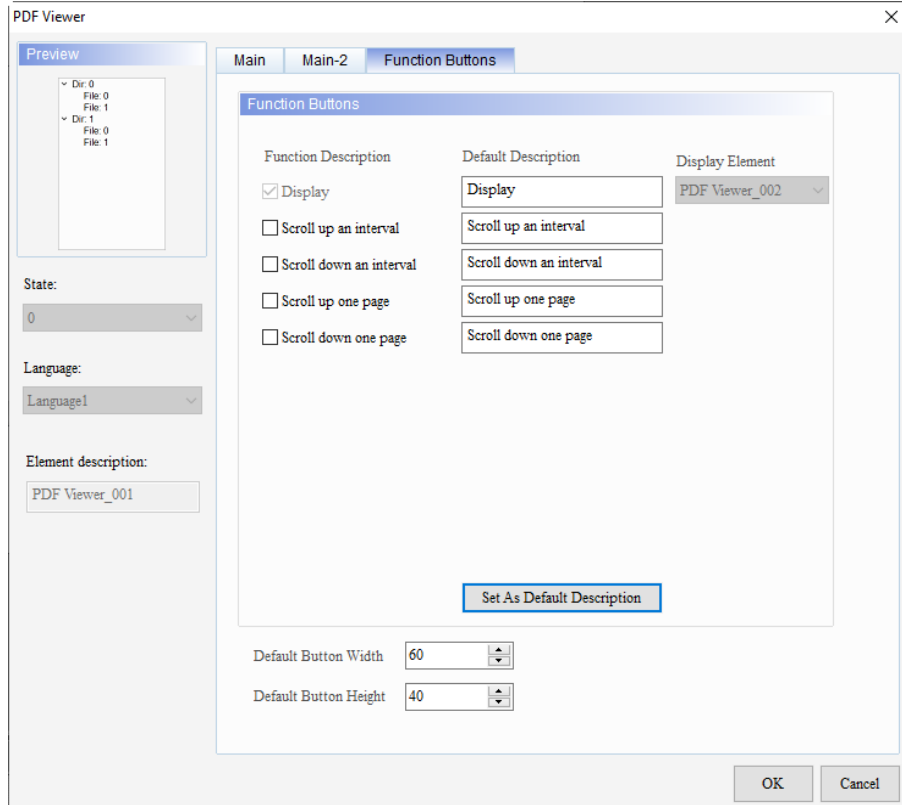 PDF Viewer
Preview
Dir: 0
File: 0
File: 1
Dir: 1
File: 0
File: 1
State:
0
Language:
Language1
Element description:
PDF Viewer_001
Main
Main-2
Function Buttons
Function Buttons
Function Description
Default Description
Display Element
Display
Display
PDF Viewer_002
Scroll up an interval
Scroll up an interval
Scroll down an interval
Scroll down an interval
Scroll up one page
Scroll up one page
Scroll down one page
Scroll down one page
Set As Default Description
Default Button Width
60
Default Button Height
40
OK
Cancel